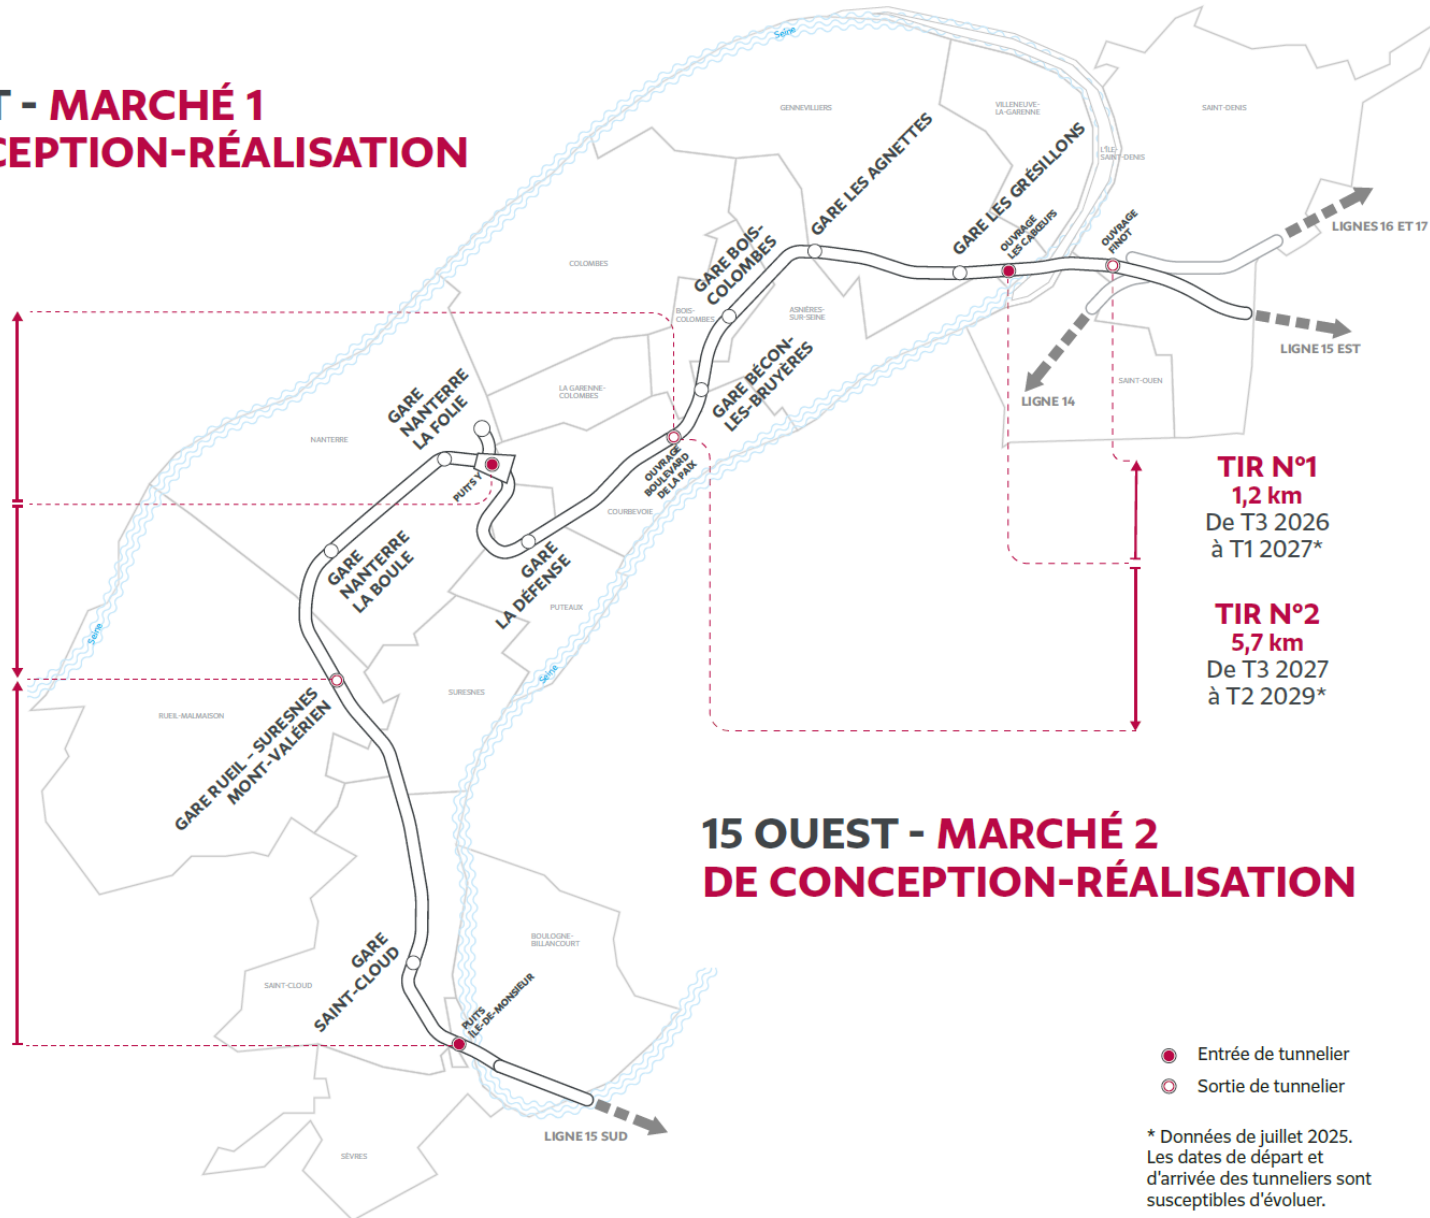 T - MARCHÉ 1
CEPTION-RÉALISATION
Seine
GENNEVILLIERS
VILLENEUVE-
LA-GARENNE
SAINT-DENIS
L'ÎLE-
SAINT-DENIS
GARE LES AGNETTES
GARE LES GRÉSILLONS
OUVRAGE
LES CABŒUFS
OUVRAGE
FINOT
LIGNES 16 ET 17
COLOMBES
GARE BOIS-
COLOMBES
BOIS-
COLOMBES
ASNIÈRES-
SUR-SEINE
LIGNE 15 EST
GARE BÉCON-
LES-BRUYÈRES
LA GARENNE-
COLOMBES
SAINT-OUEN
LIGNE 14
GARE
NANTERRE
LA FOLIE
NANTERRE
PUITS Y
OUVRAGE
BOULEVARD
DE LA PAIX
COURBEVOIE
TIR N°1
1,2 km
De T3 2026
à T1 2027*
GARE
NANTERRE
LA BOULE
GARE
LA DÉFENSE
PUTEAUX
TIR N°2
5,7 km
De T3 2027
à T2 2029*
Seine
Seine
SURESNES
RUEIL-MALMAISON
GARE RUEIL - SURESNES
MONT-VALÉRIEN
15 OUEST - MARCHÉ 2
DE CONCEPTION-RÉALISATION
BOULOGNE-
BILLANCOURT
GARE
SAINT-CLOUD
SAINT-CLOUD
PUITS
ÎLE-DE-MONSIEUR
Entrée de tunnelier
Sortie de tunnelier
LIGNE 15 SUD
SÈVRES
* Données de juillet 2025.
Les dates de départ et
d'arrivée des tunneliers sont
susceptibles d'évoluer.